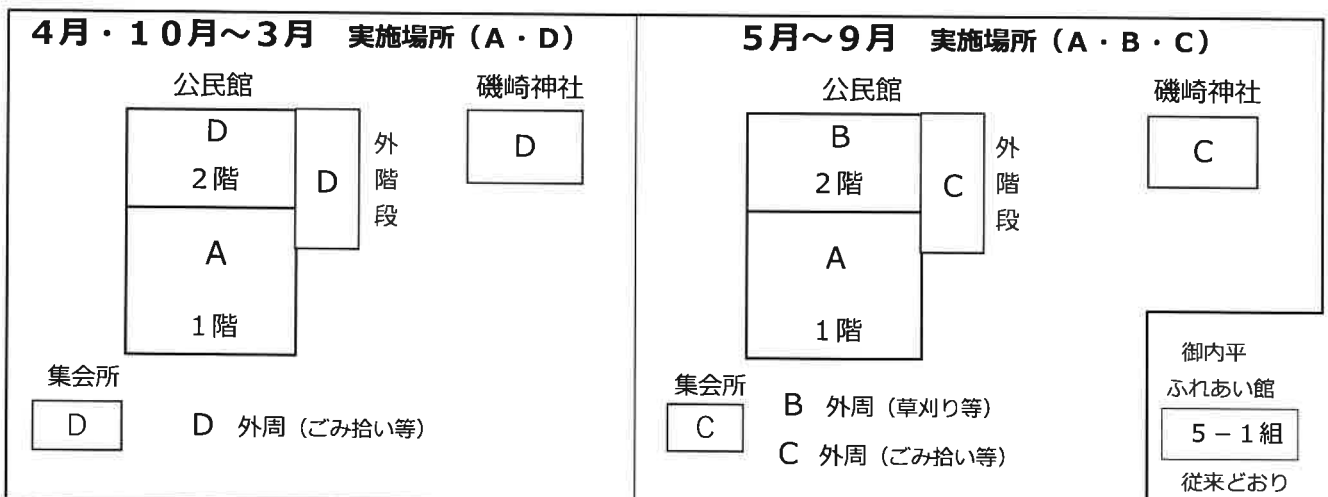 4月・10月～3月　実施場所（A・D）
公民館
磯崎神社
D
2階
D
外階段
D
A
1階
集会所
D
D　外周（ごみ拾い等）
5月～9月　実施場所（A・B・C）
公民館
磯崎神社
B
2階
C
外階段
C
A
1階
集会所
C
B　外周（草刈り等）
C　外周（ごみ拾い等）
御内平
ふれあい館
5－1組
従来どおり